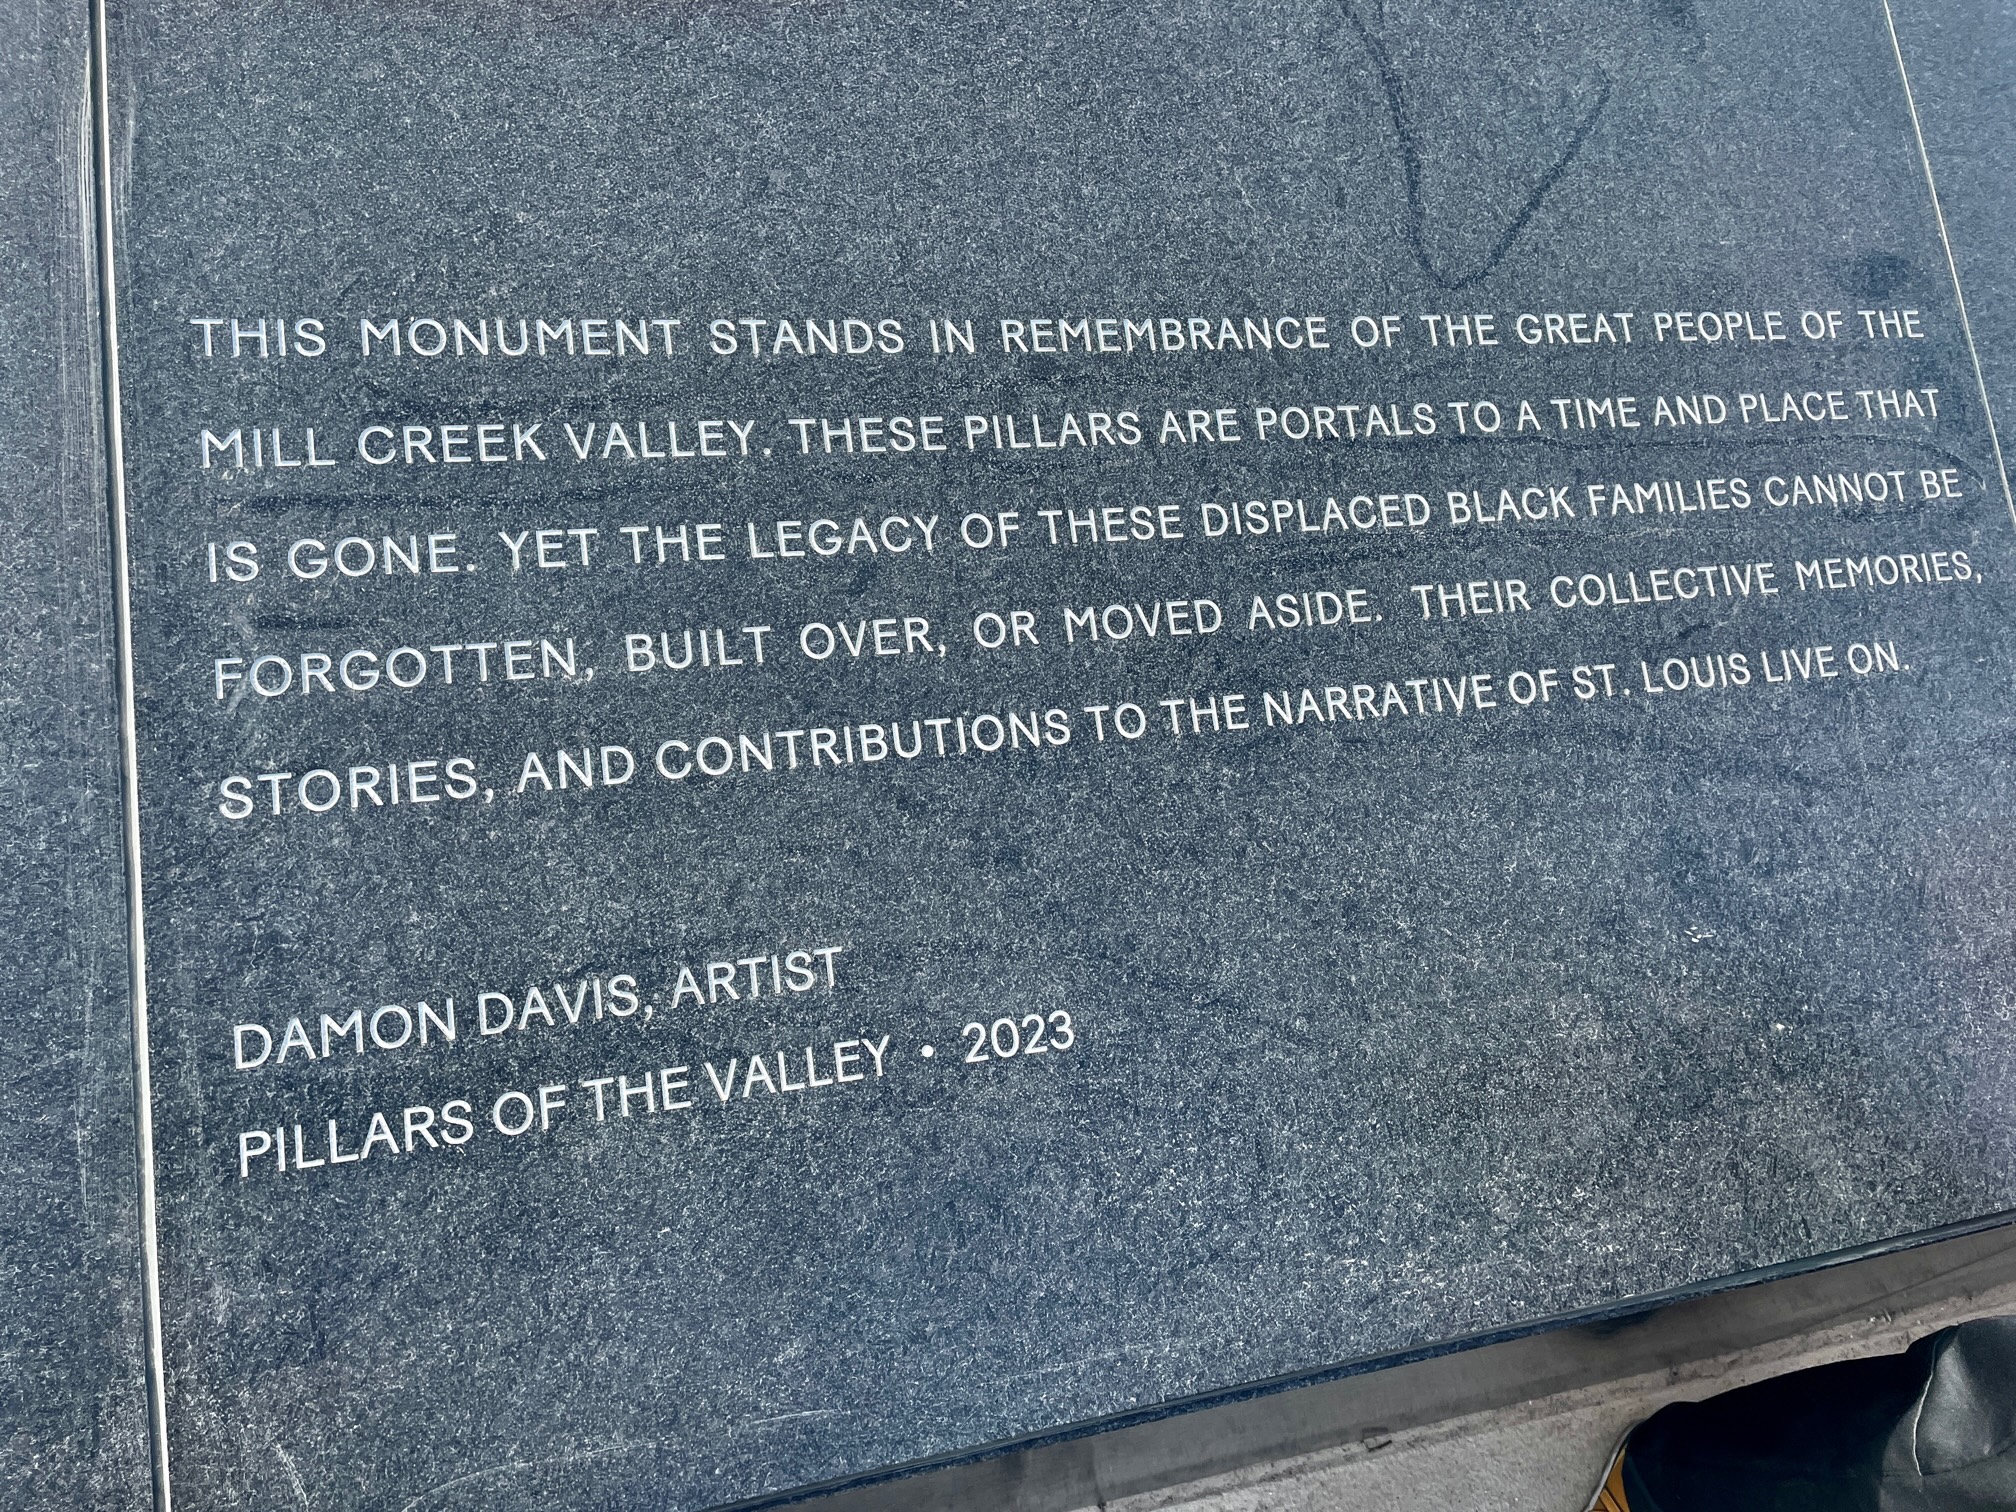 THIS MONUMENT STANDS IN REMEMBRANCE OF THE GREAT PEOPLE OF THE
MILL CREEK VALLEY. THESE PILLARS ARE PORTALS TO A TIME AND PLACE THAT
IS GONE. YET THE LEGACY OF THESE DISPLACED BLACK FAMILIES CANNOT BE
FORGOTTEN, BUILT OVER, OR MOVED ASIDE. THEIR COLLECTIVE MEMORIES,
STORIES, AND CONTRIBUTIONS TO THE NARRATIVE OF ST. LOUIS LIVE ON.
DAMON DAVIS, ARTIST
PILLARS OF THE VALLEY • 2023